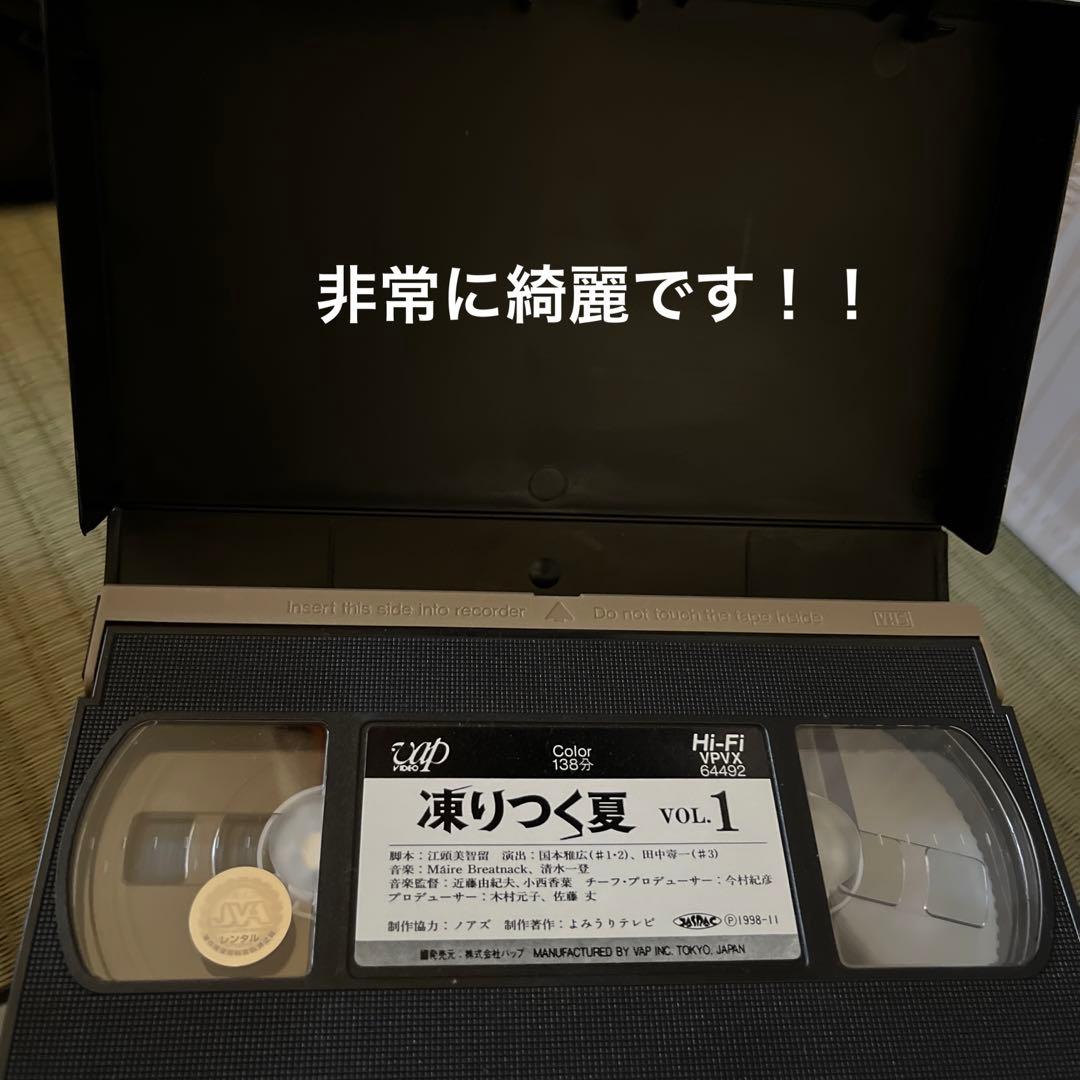 非常に綺麗です！！
Insert this side into recorder △ Do not touch the tape inside VHS
vap VIDEO
Color
138分
Hi-Fi
VPVX
64492
凍りつく夏 VOL.1
脚本：江頭美智留 演出：国本雅広(♯1・2)、田中壽一(♯3)
音楽：Máire Breatnack、清水一登
音楽監督：近藤由紀夫、小西香葉 チーフ・プロデューサー：今村紀彦
プロデューサー：木村元子、佐藤 丈
制作協力：ノアズ 制作著作：よみうりテレビ JASRAC Ⓟ1998-11
発売元：株式会社バップ MANUFACTURED BY VAP INC. TOKYO, JAPAN
JVA
レンタル